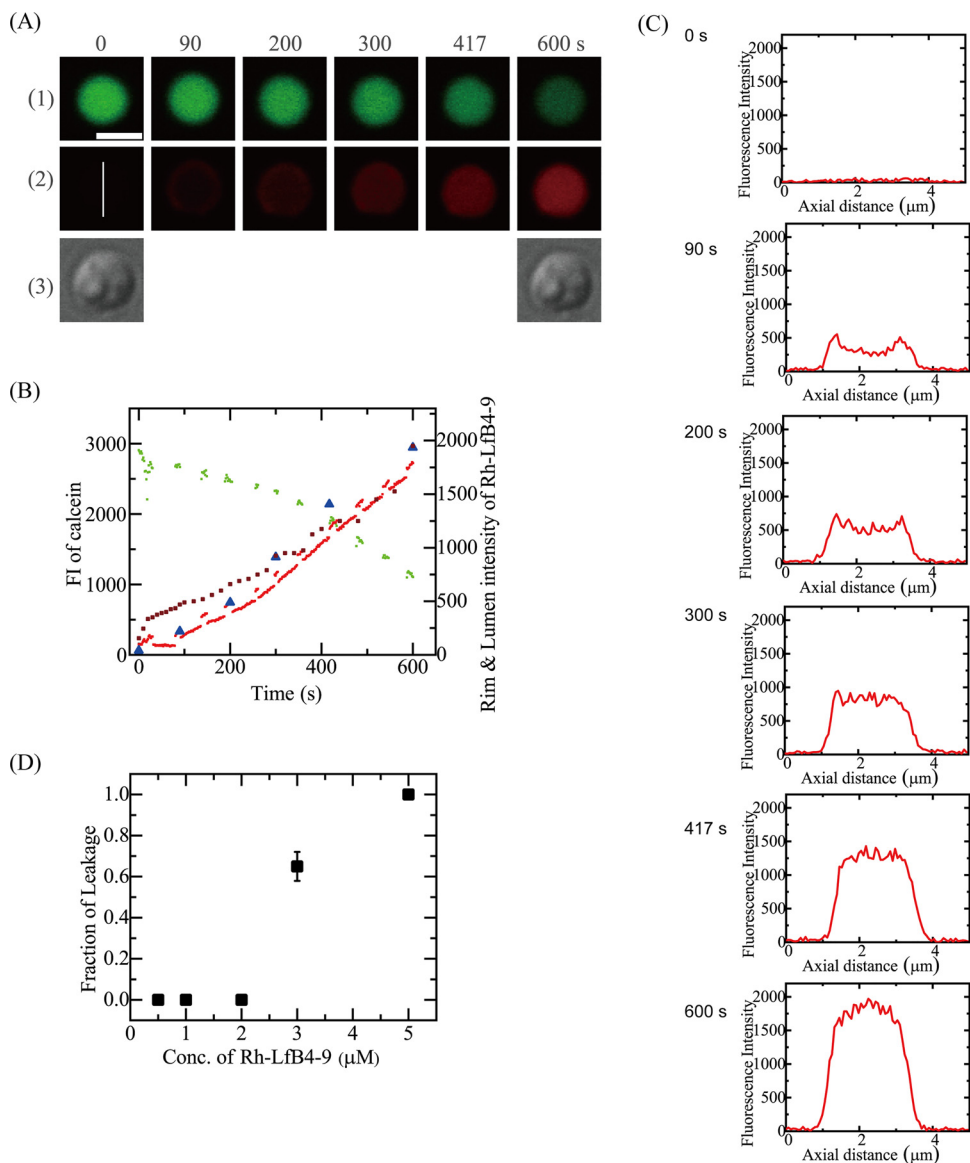 (A)
0 90 200 300 417 600 s
(1)
(2)
(3)
(B)
FI of calcein
3000
2000
1000
0
Rim & Lumen intensity of Rh-LfB4-9
2000
1500
1000
500
0
0 200 400 600
Time (s)
(D)
Fraction of Leakage
1.0
0.8
0.6
0.4
0.2
0.0
0 1 2 3 4 5
Conc. of Rh-LfB4-9 (μM)
(C)
0 s
Fluorescence Intensity
2000
1500
1000
500
0
0 2 4
Axial distance (μm)
90 s
Fluorescence Intensity
2000
1500
1000
500
0
0 2 4
Axial distance (μm)
200 s
Fluorescence Intensity
2000
1500
1000
500
0
0 2 4
Axial distance (μm)
300 s
Fluorescence Intensity
2000
1500
1000
500
0
0 2 4
Axial distance (μm)
417 s
Fluorescence Intensity
2000
1500
1000
500
0
0 2 4
Axial distance (μm)
600 s
Fluorescence Intensity
2000
1500
1000
500
0
0 2 4
Axial distance (μm)